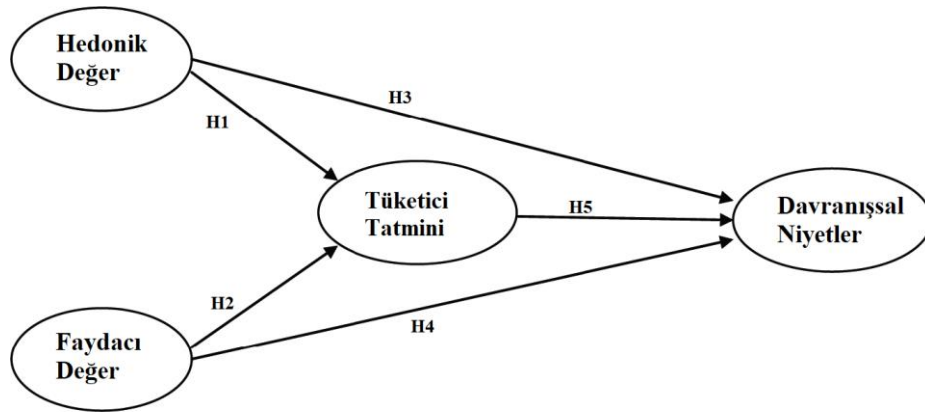 Hedonik
Değer
H3
H1
Tüketici
Tatmini
H5
Davranışsal
Niyetler
H2
H4
Faydacı
Değer